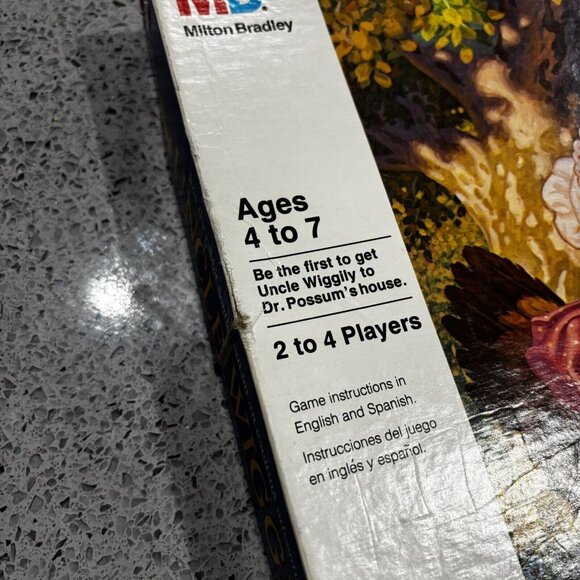 MB
Milton Bradley
Ages
4 to 7
Be the first to get
Uncle Wiggily to
Dr. Possum's house.
2 to 4 Players
Game instructions in
English and Spanish.
Instrucciones del juego
en inglés y español.